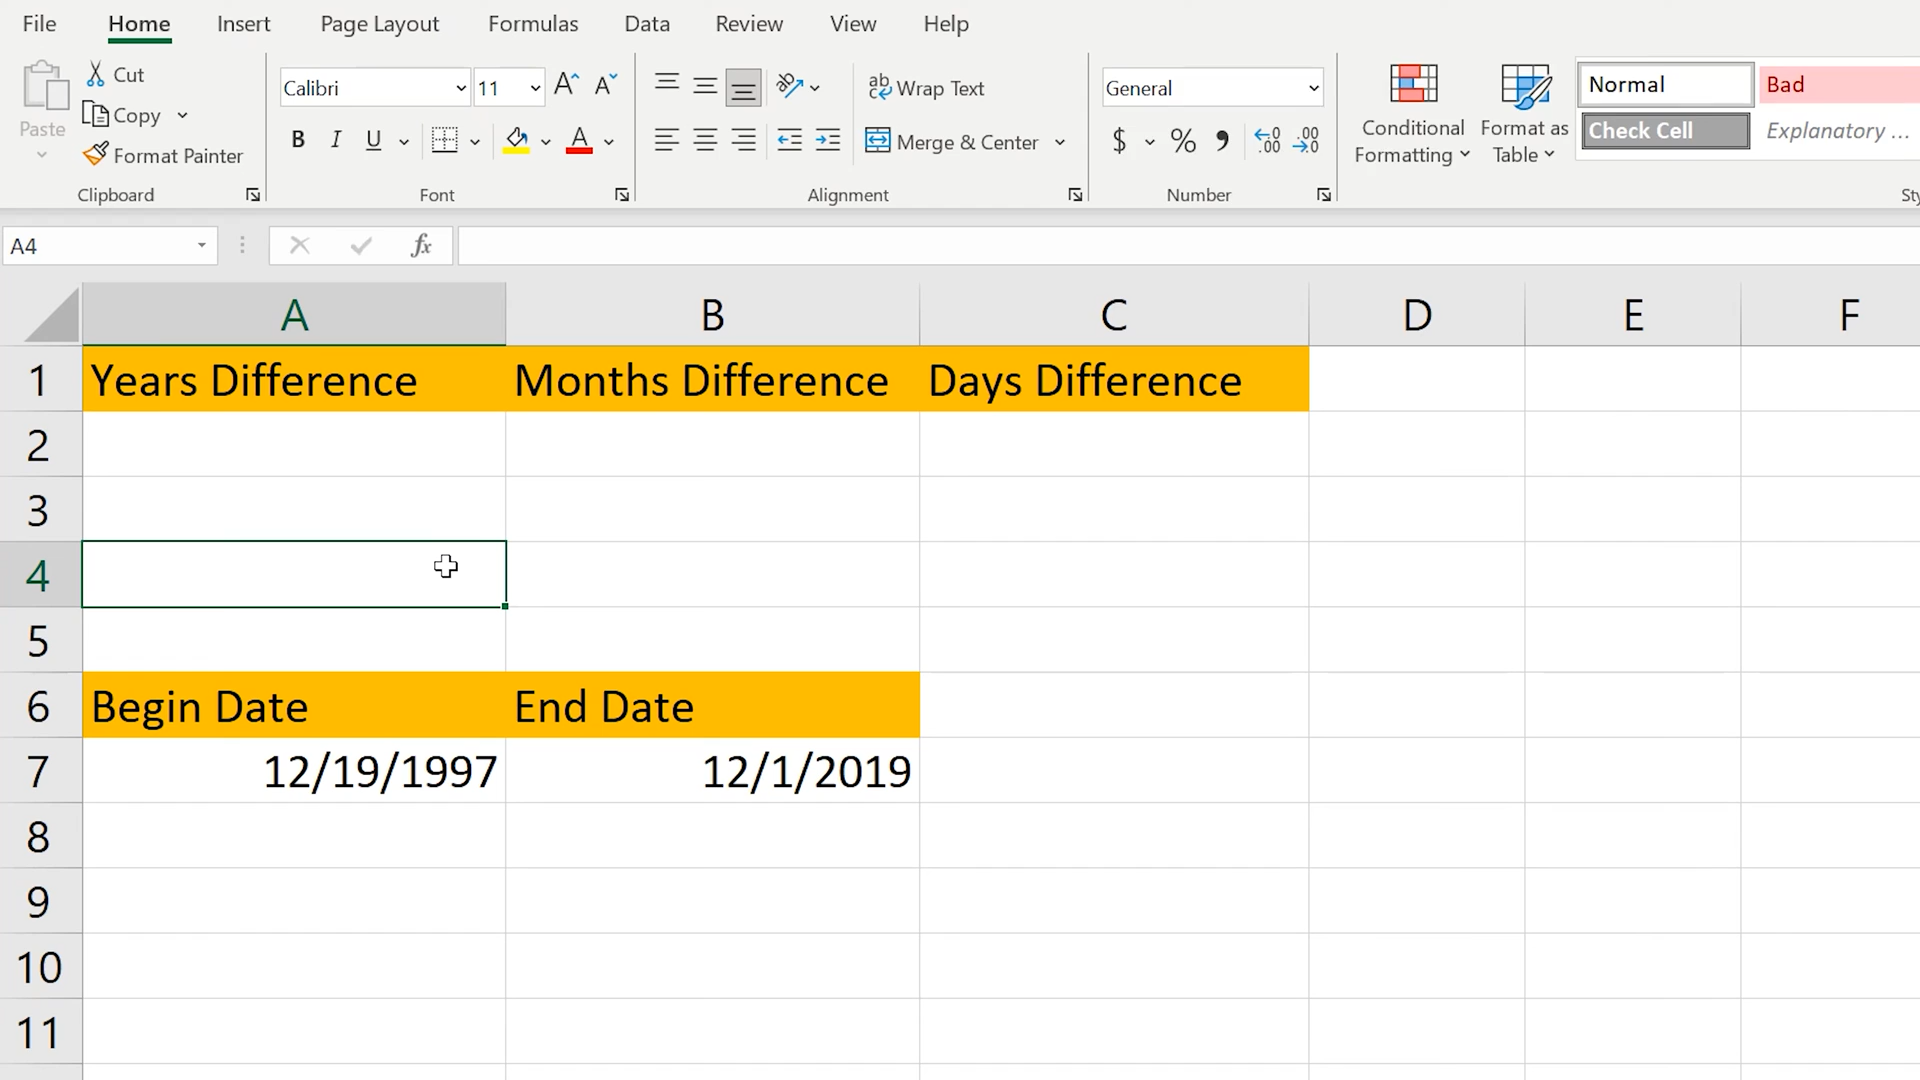 File Home Insert Page Layout Formulas Data Review View Help
Paste
Cut
Copy
Format Painter
Clipboard
Calibri 11
B I U
Font
Wrap Text
Merge & Center
Alignment
General
$ % , .00
Number
Conditional
Formatting
Format as
Table
Normal Bad
Check Cell Explanatory ...
Sty
A4 fx
A B C D E F
1 Years Difference Months Difference Days Difference
2
3
4
5
6 Begin Date End Date
7 12/19/1997 12/1/2019
8
9
10
11